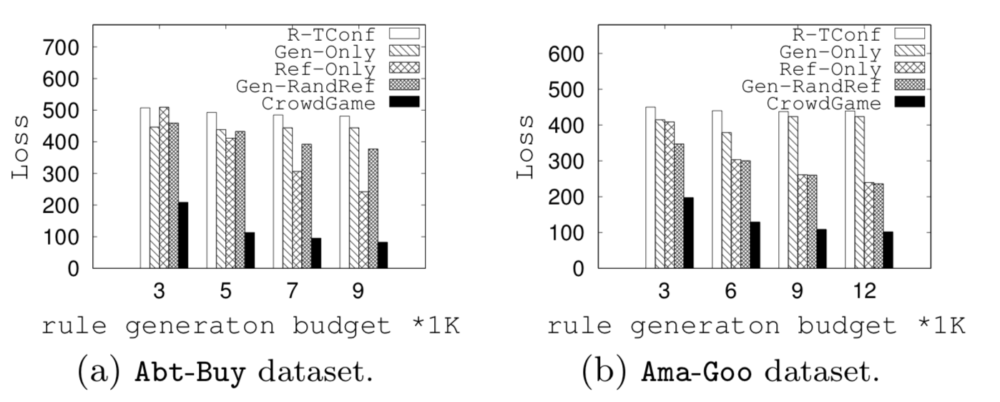 R-TConf
Gen-Only
Ref-Only
Gen-RandRef
CrowdGame
700
600
500
400
300
200
100
0
Loss
3 5 7 9
rule generaton budget *1K
(a) Abt-Buy dataset.
R-TConf
Gen-Only
Ref-Only
Gen-RandRef
CrowdGame
600
500
400
300
200
100
0
Loss
3 6 9 12
rule generaton budget *1K
(b) Ama-Goo dataset.